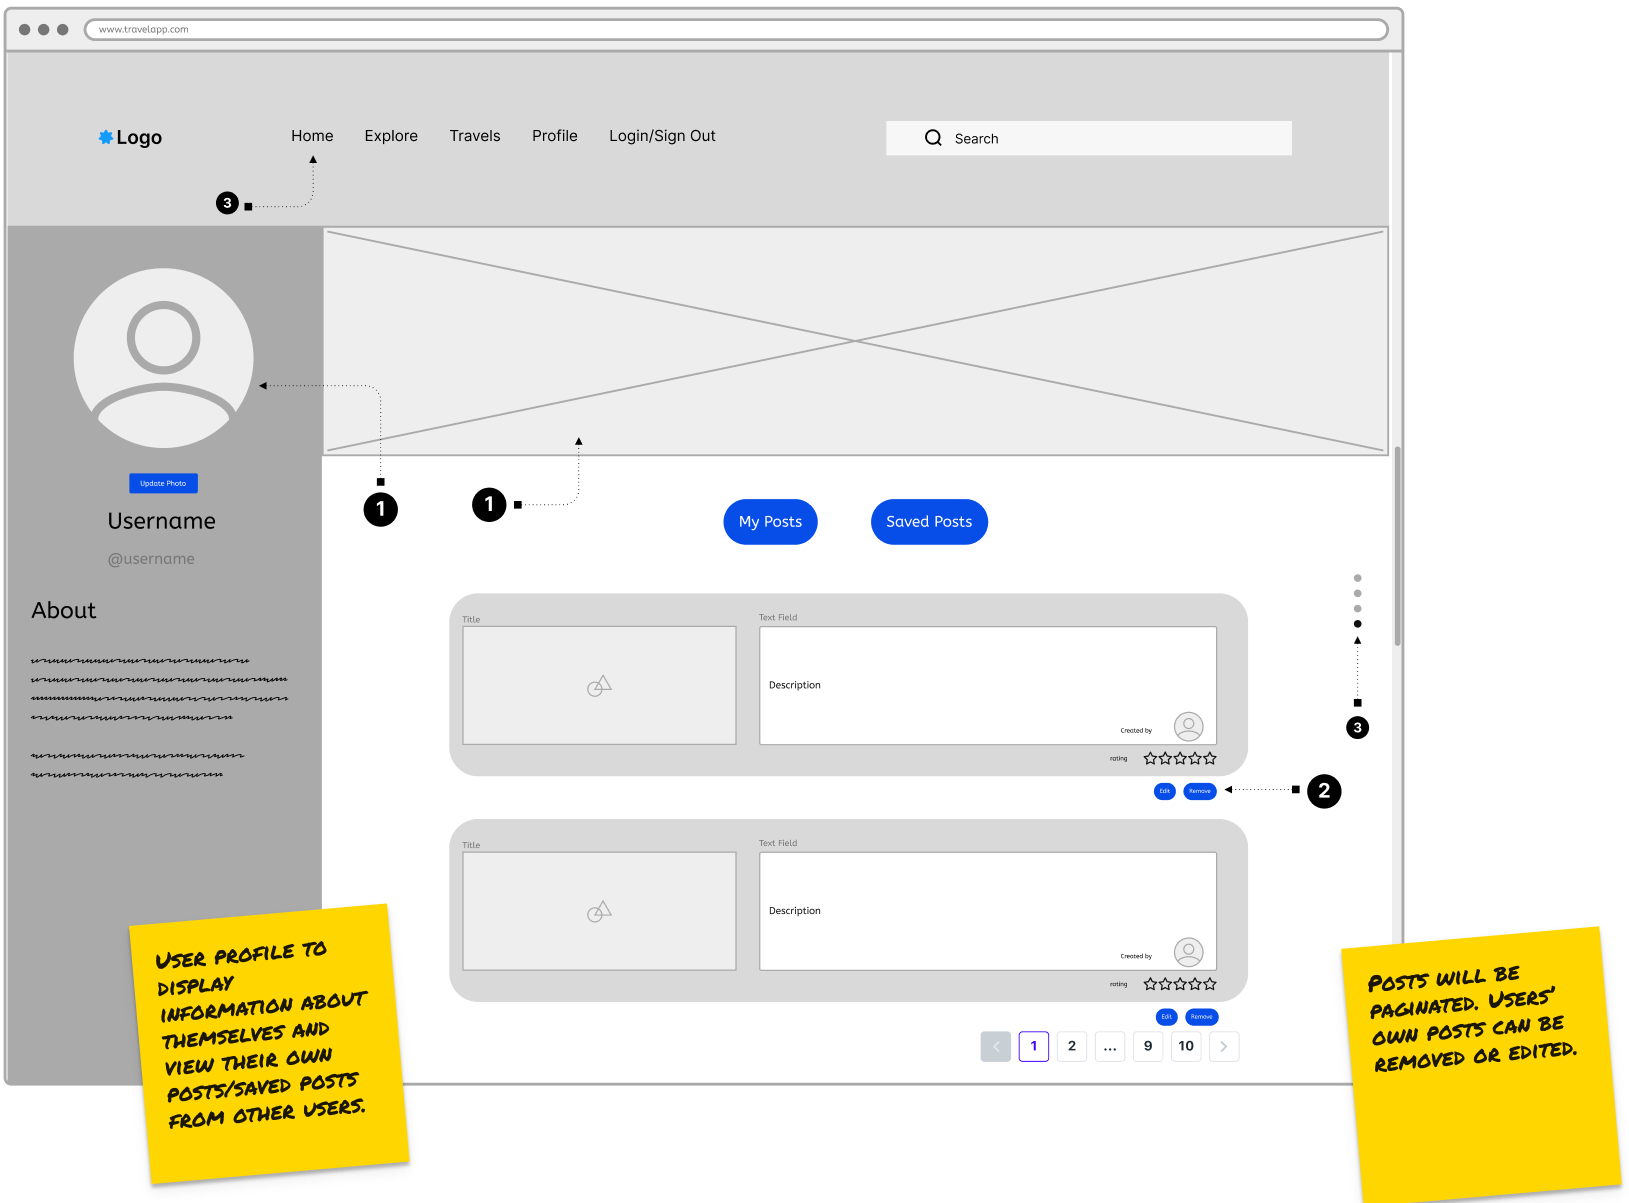 www.travelapp.com
Logo
Home Explore Travels Profile Login/Sign Out
Search
3
1
1
Update Photo
Username
@username
About
My Posts Saved Posts
Title
Text Field
Description
Created by
rating
Edit Remove
3
2
Title
Text Field
Description
Created by
rating
Edit Remove
1 2 ... 9 10
User profile to
display
information about
themselves and
view their own
posts/saved posts
from other users.
Posts will be
paginated. Users'
own posts can be
removed or edited.